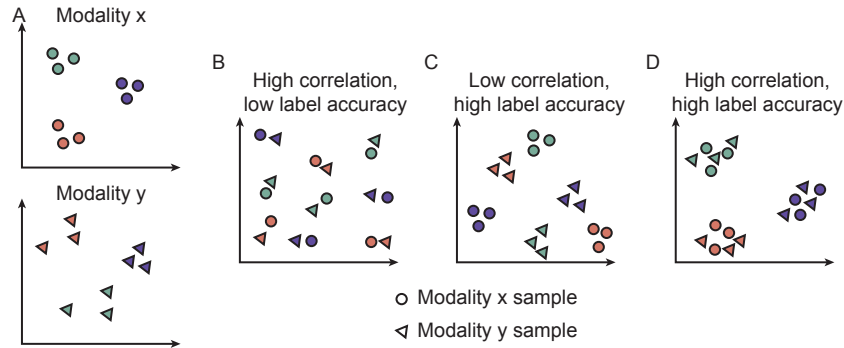 A
Modality x
Modality y
B
High correlation,
low label accuracy
C
Low correlation,
high label accuracy
D
High correlation,
high label accuracy
Modality x sample
Modality y sample